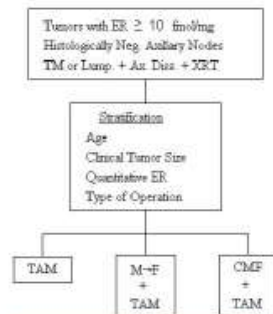 Tumors with ER ≥ 10 fmol/mg
Histologically Neg. Axillary Nodes
TM or Lump. + Ax. Diss. + XRT
Stratification
Age
Clinical Tumor Size
Quantitative ER
Type of Operation
TAM
M→F
+
TAM
CMF
+
TAM